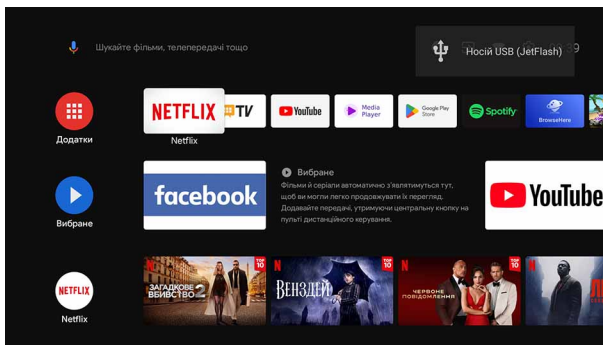 Шукайте фільми, телепередачі тощо
Носій USB (JetFlash)
39
NETFLIX
TV
YouTube
Media
Player
Google Play
Store
Spotify
BrowseHere
Додатки
Netflix
facebook
Вибране
Фільми й серіали автоматично з'являтимуться тут,
щоб ви могли легко продовжувати їх перегляд.
Додавайте передачі, утримуючи центральну кнопку на
пульті дистанційного керування.
YouTube
Вибране
NETFLIX
Netflix
N
TOP
10
ЗАГАДКОВЕ
ВБИВСТВО 2
N
TOP
10
ВЕНЗДЕЙ
N
TOP
10
ЧЕРВОНЕ
ПОВІДОМЛЕННЯ
N